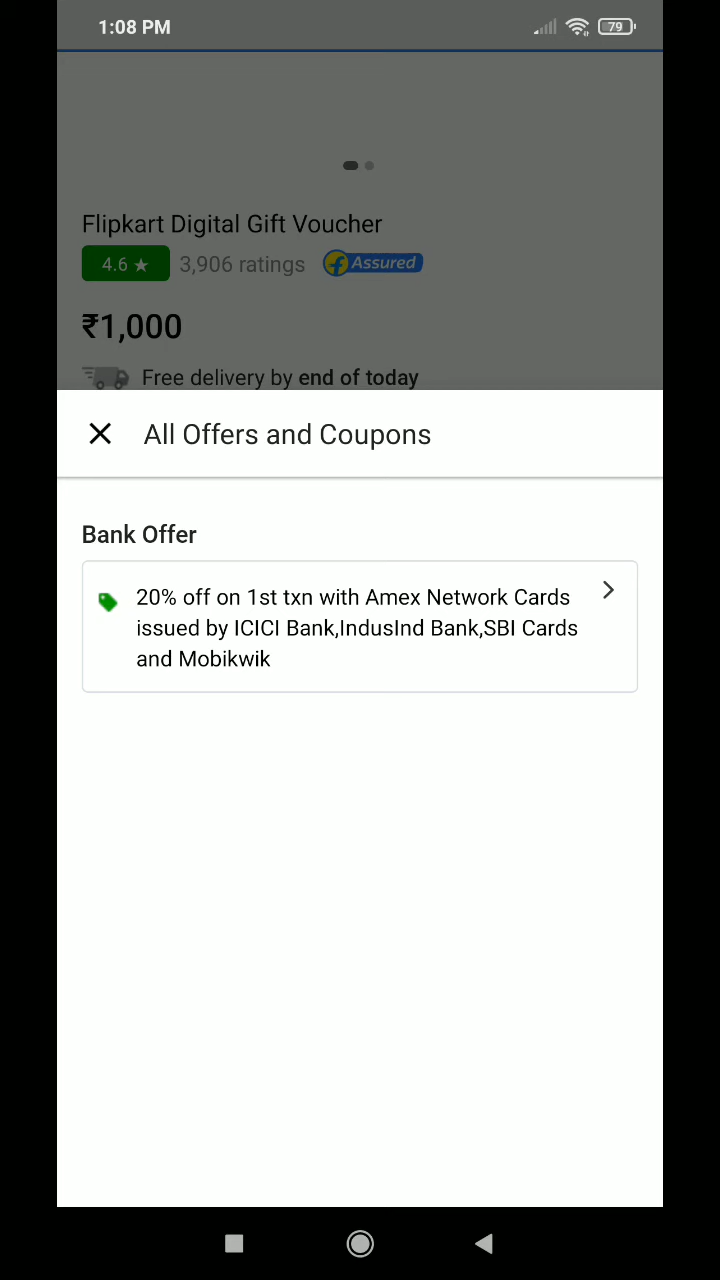 1:08 PM
79
Flipkart Digital Gift Voucher
4.6 ★ 3,906 ratings f Assured
₹1,000
Free delivery by end of today
All Offers and Coupons
Bank Offer
20% off on 1st txn with Amex Network Cards
issued by ICICI Bank,IndusInd Bank,SBI Cards
and Mobikwik